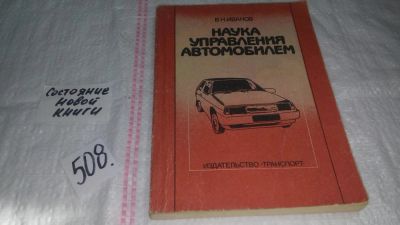 Состояние
новой
книги
508.
В.Н.ИВАНОВ
НАУКА
УПРАВЛЕНИЯ
АВТОМОБИЛЕМ
ИЗДАТЕЛЬСТВО «ТРАНСПОРТ»